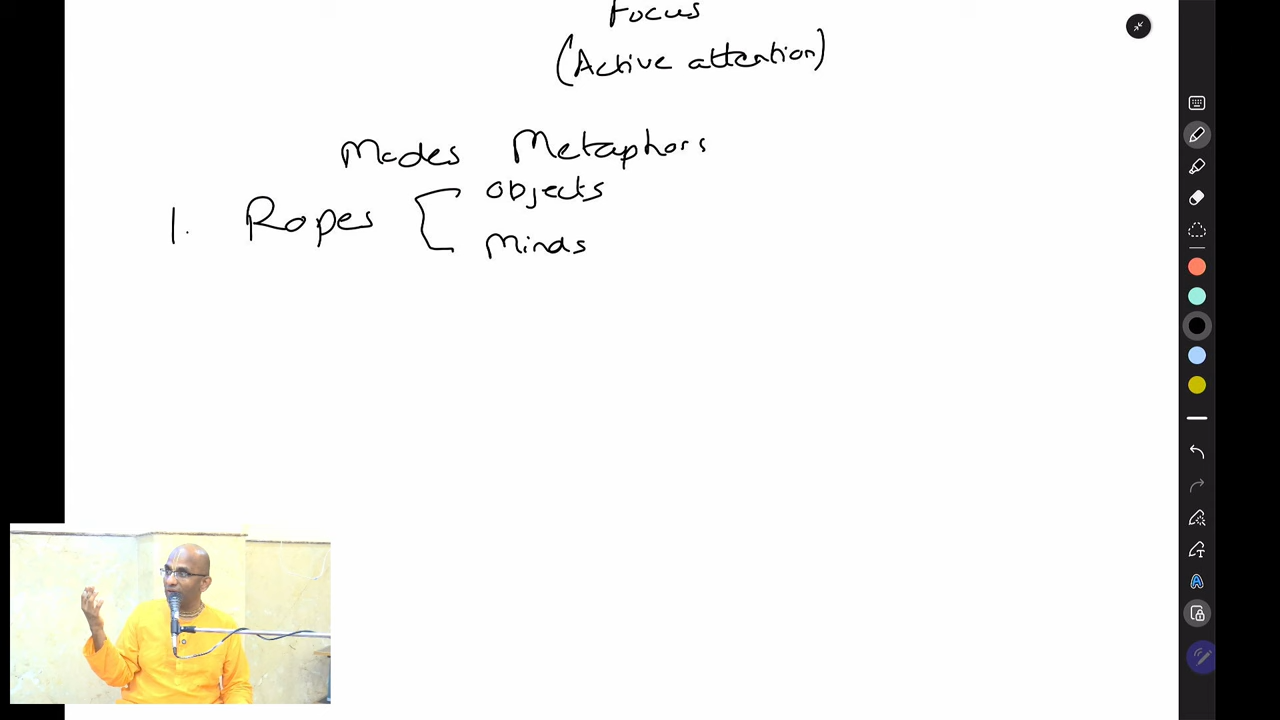 Focus
(Active attention)
Modes Metaphors
1. Ropes { Objects
Minds